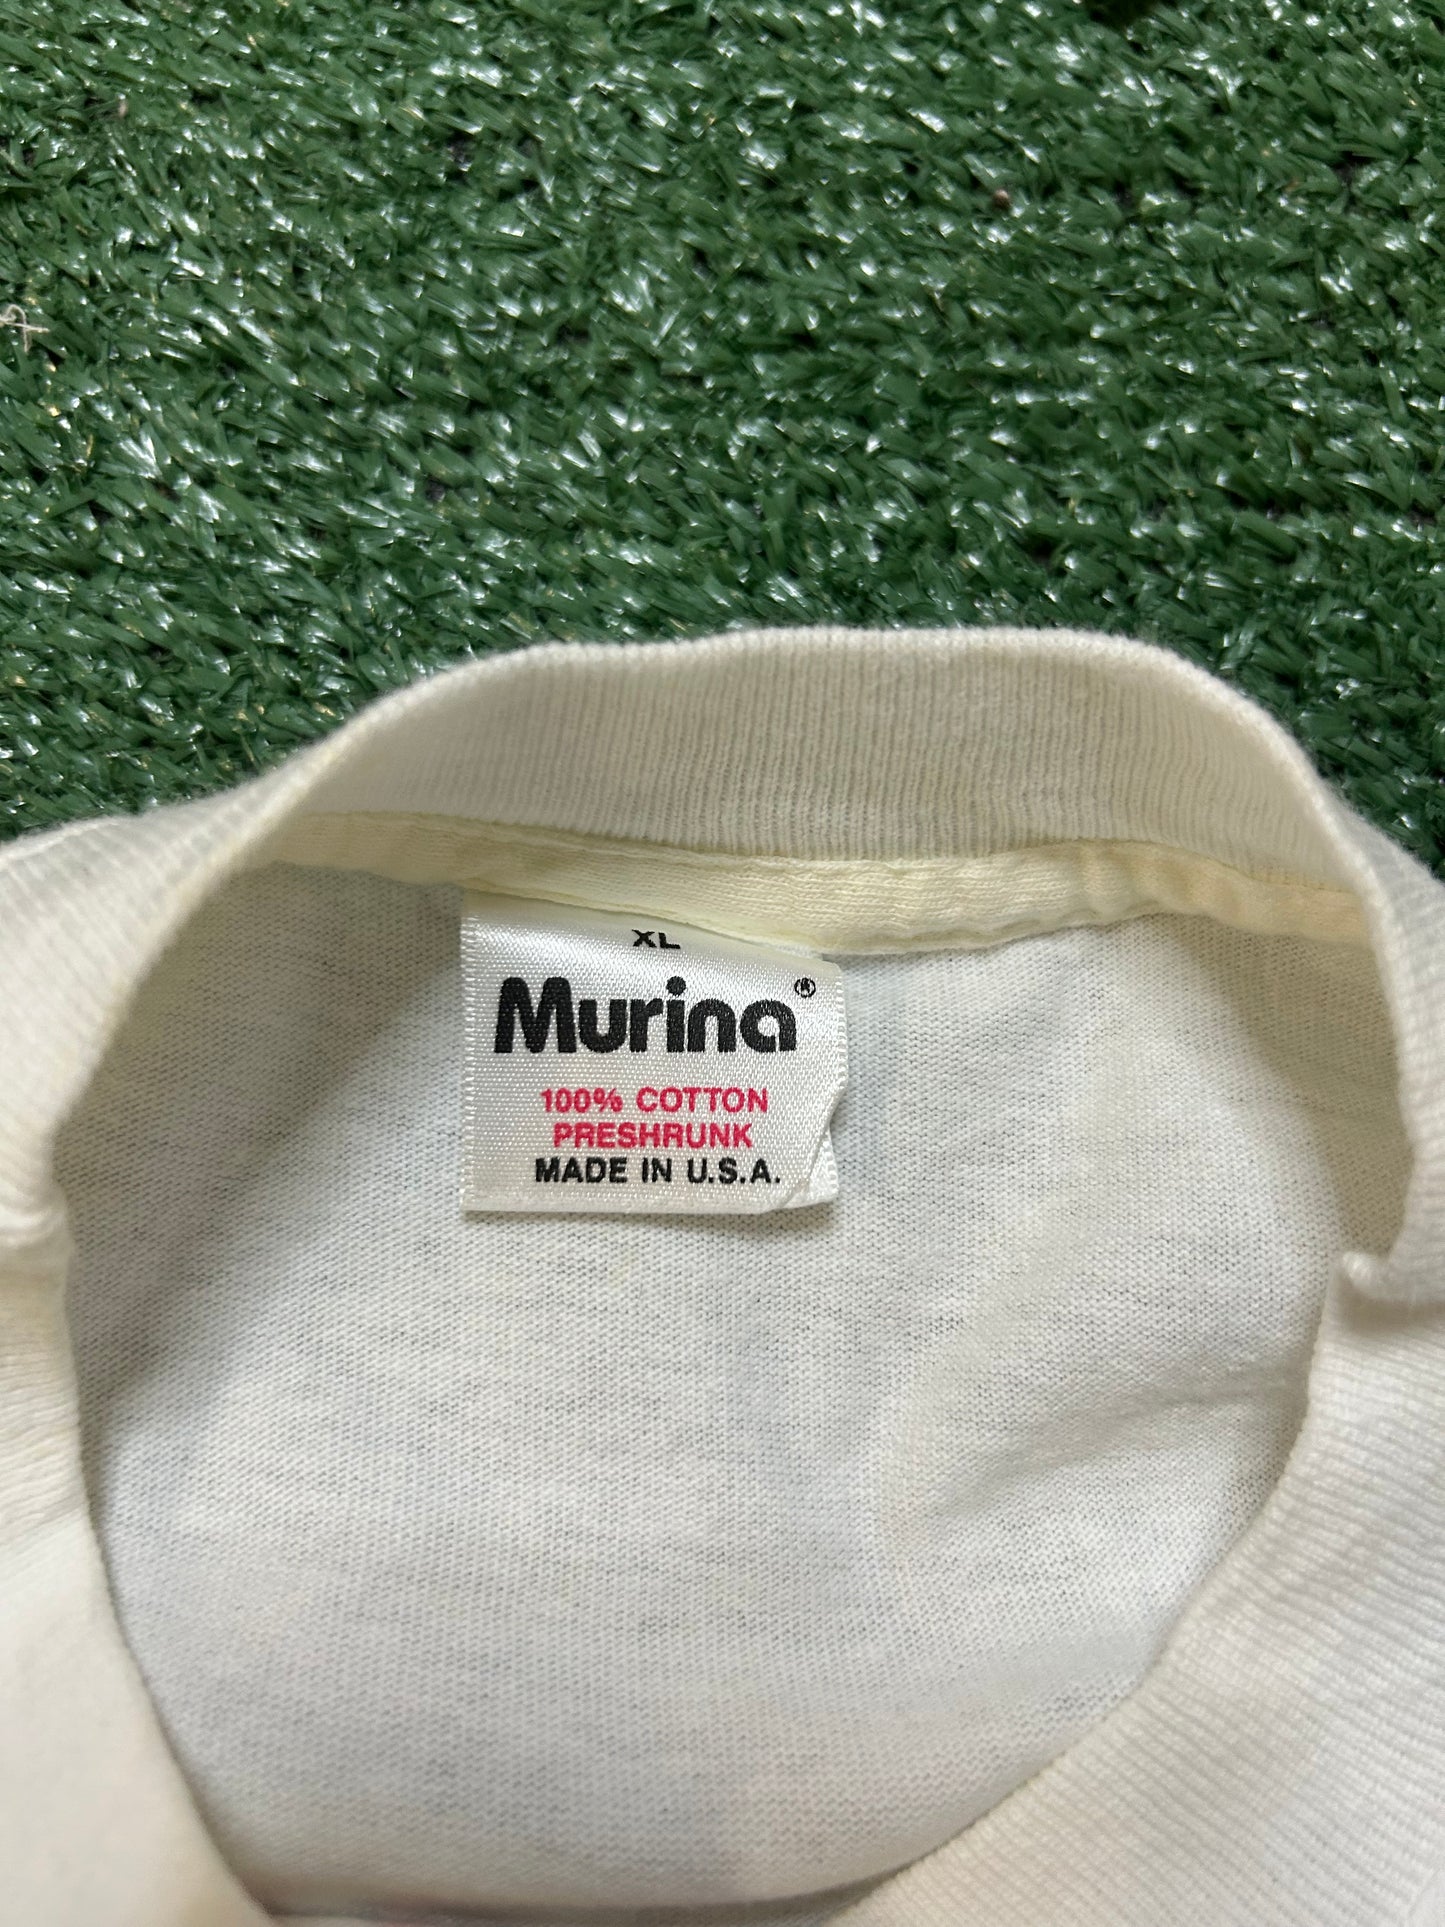 XL
Murina®
100% COTTON
PRESHRUNK
MADE IN U.S.A.